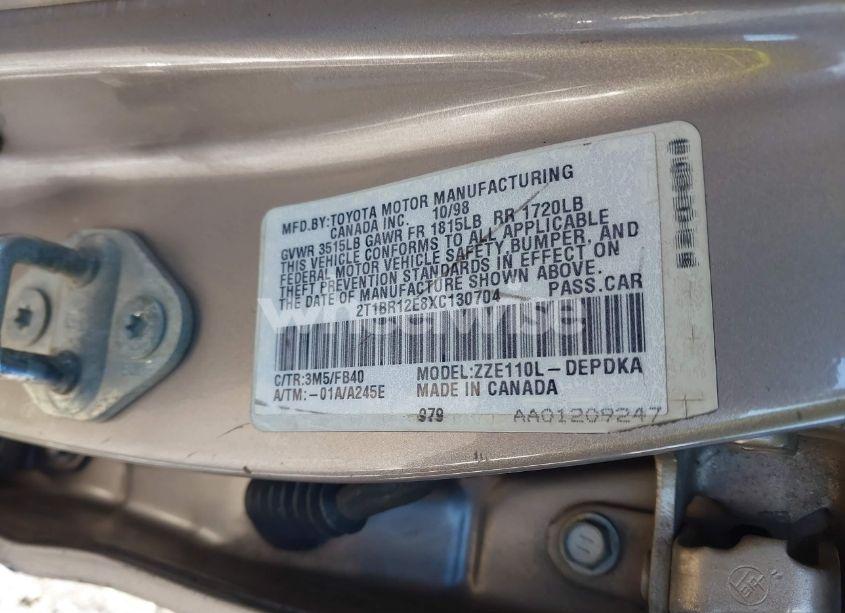 MFD.BY:TOYOTA MOTOR MANUFACTURING
CANADA INC. 10/98
GVWR 3515LB GAWR FR 1815LB RR 1720LB
THIS VEHICLE CONFORMS TO ALL APPLICABLE
FEDERAL MOTOR VEHICLE SAFETY,BUMPER, AND
THEFT PREVENTION STANDARDS IN EFFECT ON
THE DATE OF MANUFACTURE SHOWN ABOVE.
2T1BR12E8XC130704 PASS.CAR
wheelwise
C/TR:3M5/FB40 MODEL:ZZE110L-DEPDKA
A/TM:-01A/A245E MADE IN CANADA
979 AA01209247